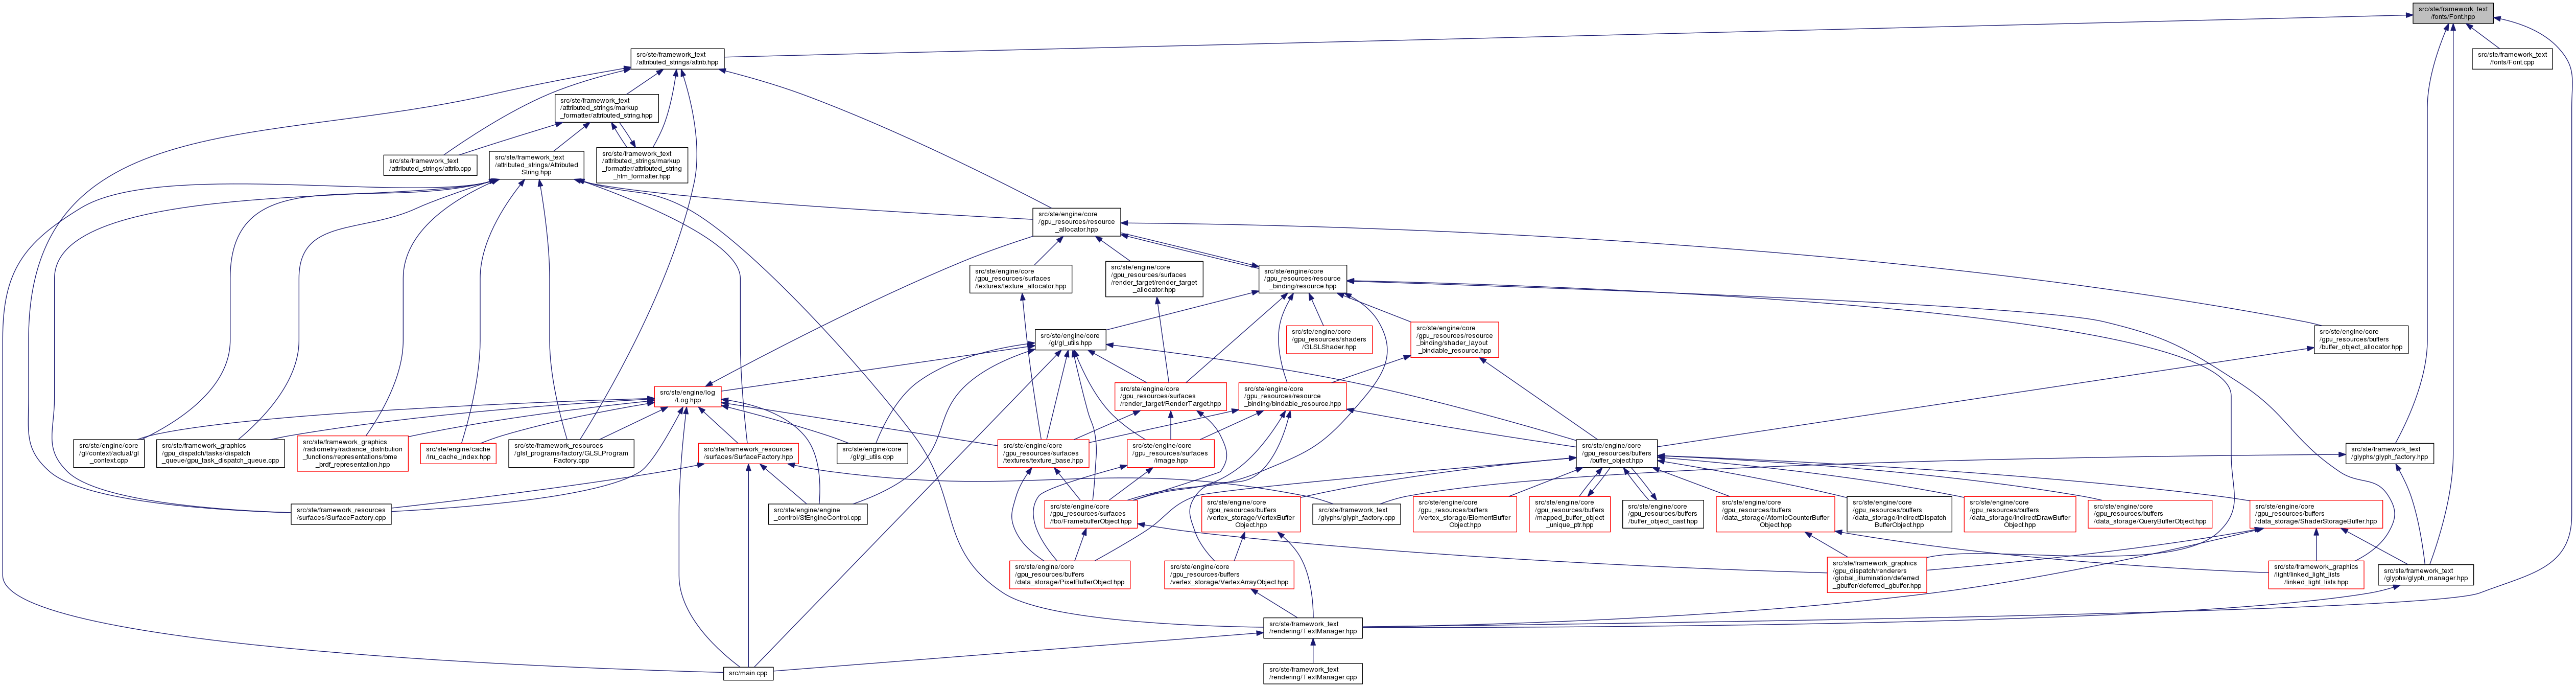 src/ste/framework_text
/fonts/Font.hpp
src/ste/framework_text
/attributed_strings/attrib.hpp
src/ste/framework_text
/fonts/Font.cpp
src/ste/framework_text
/attributed_strings/markup
_formatter/attributed_string.hpp
src/ste/framework_text
/attributed_strings/attrib.cpp
src/ste/framework_text
/attributed_strings/Attributed
String.hpp
src/ste/framework_text
/attributed_strings/markup
_formatter/attributed_string
_htm_formatter.hpp
src/ste/engine/core
/gpu_resources/resource
_allocator.hpp
src/ste/engine/core
/gpu_resources/surfaces
/textures/texture_allocator.hpp
src/ste/engine/core
/gpu_resources/surfaces
/render_target/render_target
_allocator.hpp
src/ste/engine/core
/gpu_resources/resource
_binding/resource.hpp
src/ste/engine/core
/gl/gl_utils.hpp
src/ste/engine/core
/gpu_resources/shaders
/GLSLShader.hpp
src/ste/engine/core
/gpu_resources/resource
_binding/shader_layout
_bindable_resource.hpp
src/ste/engine/core
/gpu_resources/buffers
/buffer_object_allocator.hpp
src/ste/engine/log
/Log.hpp
src/ste/engine/core
/gpu_resources/surfaces
/render_target/RenderTarget.hpp
src/ste/engine/core
/gpu_resources/resource
_binding/bindable_resource.hpp
src/ste/engine/core
/gl/context/actual/gl
_context.cpp
src/ste/framework_graphics
/gpu_dispatch/tasks/dispatch
_queue/gpu_task_dispatch_queue.cpp
src/ste/framework_graphics
/radiometry/radiance_distribution
_functions/representations/bme
_brdf_representation.hpp
src/ste/engine/cache
/lru_cache_index.hpp
src/ste/framework_resources
/glsl_programs/factory/GLSLProgram
Factory.cpp
src/ste/framework_resources
/surfaces/SurfaceFactory.hpp
src/ste/engine/core
/gl/gl_utils.cpp
src/ste/engine/core
/gpu_resources/surfaces
/textures/texture_base.hpp
src/ste/engine/core
/gpu_resources/surfaces
/image.hpp
src/ste/engine/core
/gpu_resources/buffers
/buffer_object.hpp
src/ste/framework_text
/glyphs/glyph_factory.hpp
src/ste/framework_resources
/surfaces/SurfaceFactory.cpp
src/ste/engine/engine
_control/StEngineControl.cpp
src/ste/engine/core
/gpu_resources/surfaces
/fbo/FramebufferObject.hpp
src/ste/engine/core
/gpu_resources/buffers
/vertex_storage/VertexBuffer
Object.hpp
src/ste/framework_text
/glyphs/glyph_factory.cpp
src/ste/engine/core
/gpu_resources/buffers
/vertex_storage/ElementBuffer
Object.hpp
src/ste/engine/core
/gpu_resources/buffers
/mapped_buffer_object
_unique_ptr.hpp
src/ste/engine/core
/gpu_resources/buffers
/buffer_object_cast.hpp
src/ste/engine/core
/gpu_resources/buffers
/data_storage/AtomicCounterBuffer
Object.hpp
src/ste/engine/core
/gpu_resources/buffers
/data_storage/IndirectDispatch
BufferObject.hpp
src/ste/engine/core
/gpu_resources/buffers
/data_storage/IndirectDrawBuffer
Object.hpp
src/ste/engine/core
/gpu_resources/buffers
/data_storage/QueryBufferObject.hpp
src/ste/engine/core
/gpu_resources/buffers
/data_storage/ShaderStorageBuffer.hpp
src/ste/engine/core
/gpu_resources/buffers
/data_storage/PixelBufferObject.hpp
src/ste/engine/core
/gpu_resources/buffers
/vertex_storage/VertexArrayObject.hpp
src/ste/framework_graphics
/gpu_dispatch/renderers
/global_illumination/deferred
_gbuffer/deferred_gbuffer.hpp
src/ste/framework_graphics
/light/linked_light_lists
/linked_light_lists.hpp
src/ste/framework_text
/glyphs/glyph_manager.hpp
src/ste/framework_text
/rendering/TextManager.hpp
src/main.cpp
src/ste/framework_text
/rendering/TextManager.cpp